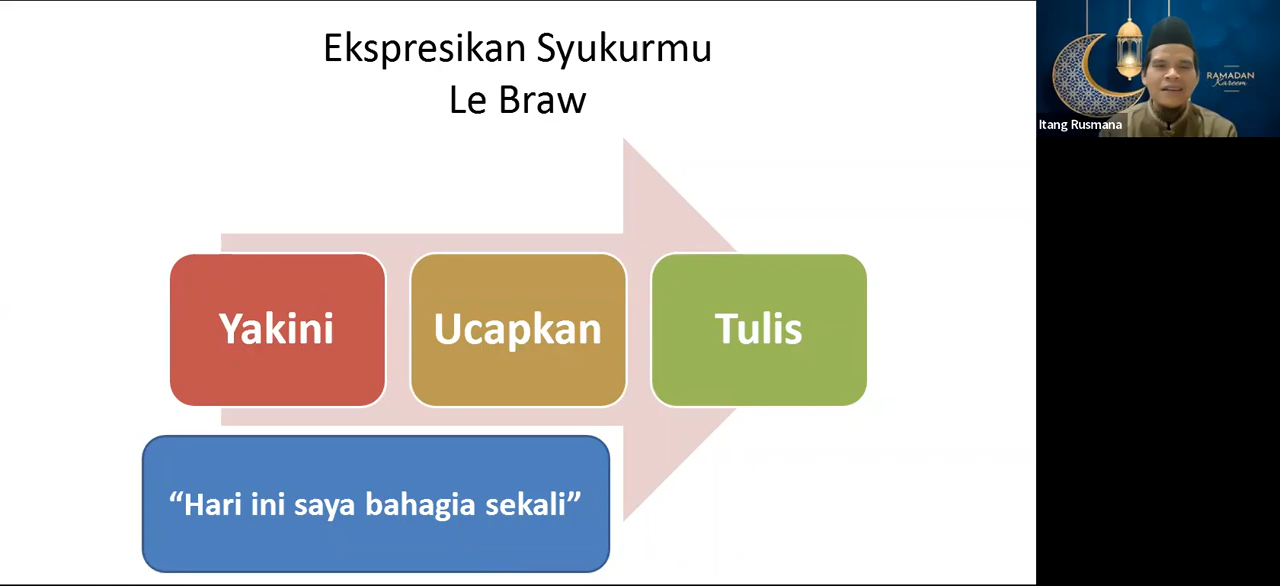 Ekspresikan Syukurmu
Le Braw
Yakini
Ucapkan
Tulis
“Hari ini saya bahagia sekali”
RAMADAN
Kareem
Itang Rusmana